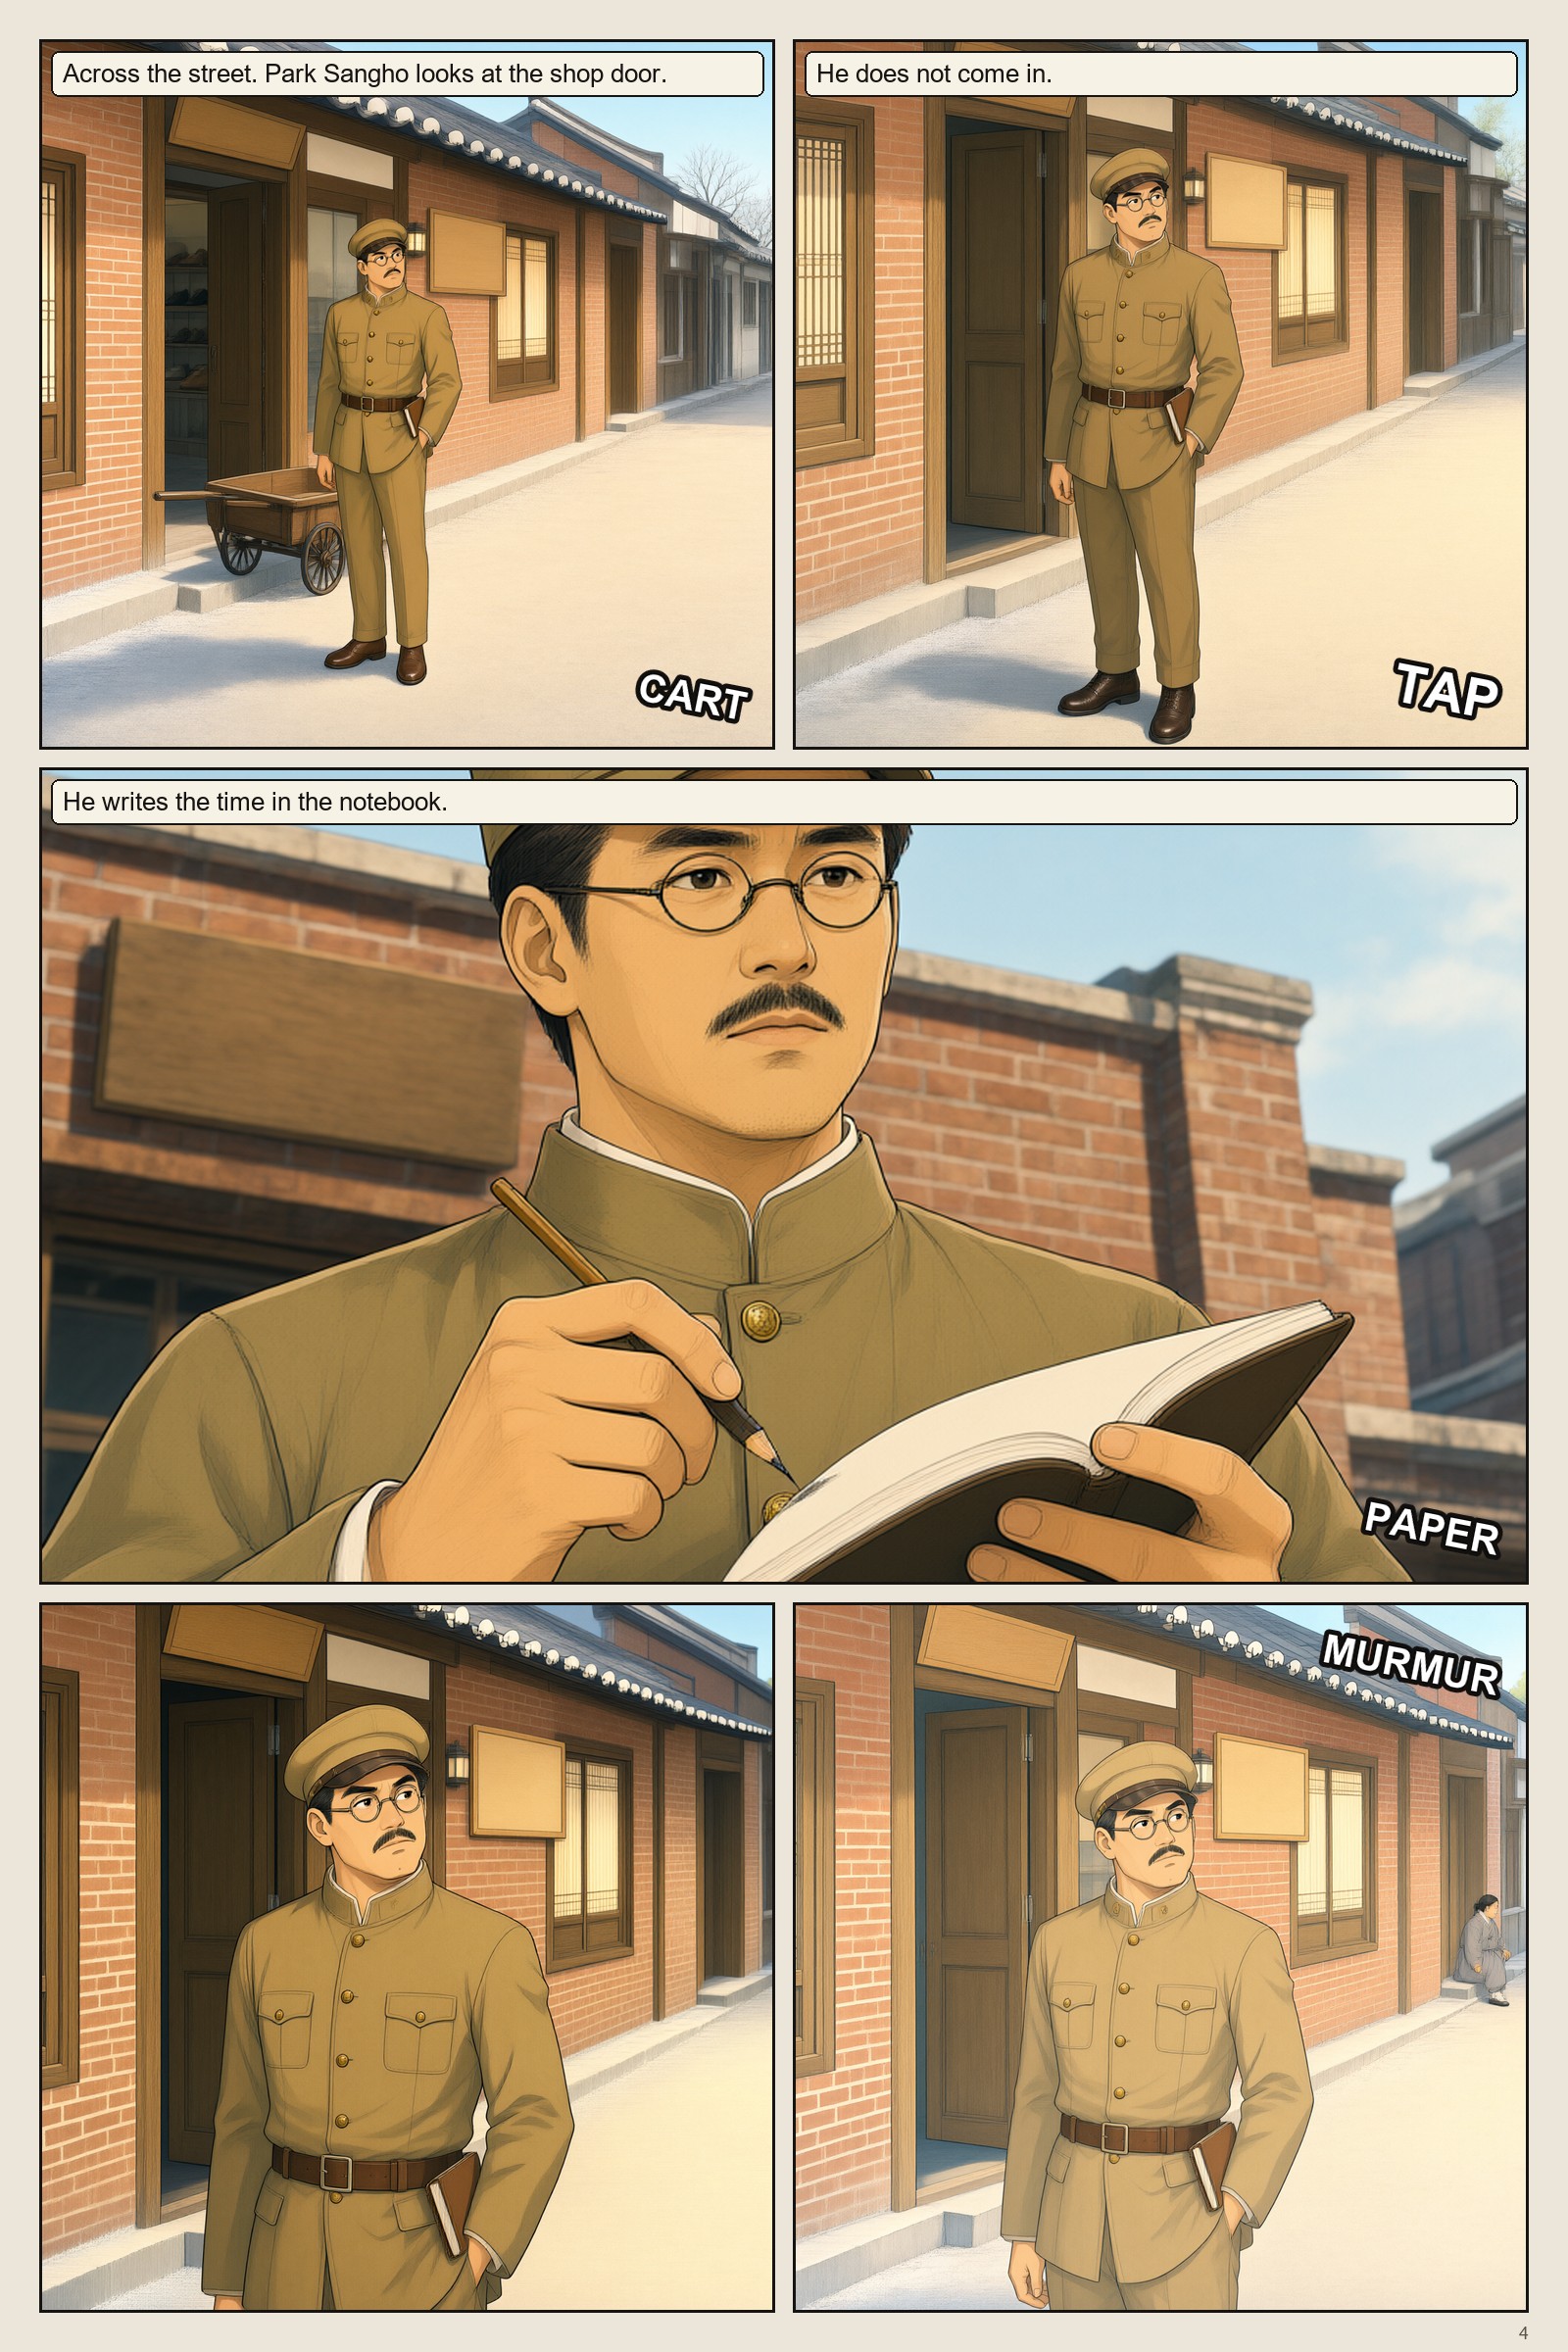 Across the street. Park Sangho looks at the shop door.
CART
He does not come in.
TAP
He writes the time in the notebook.
PAPER
MURMUR
4